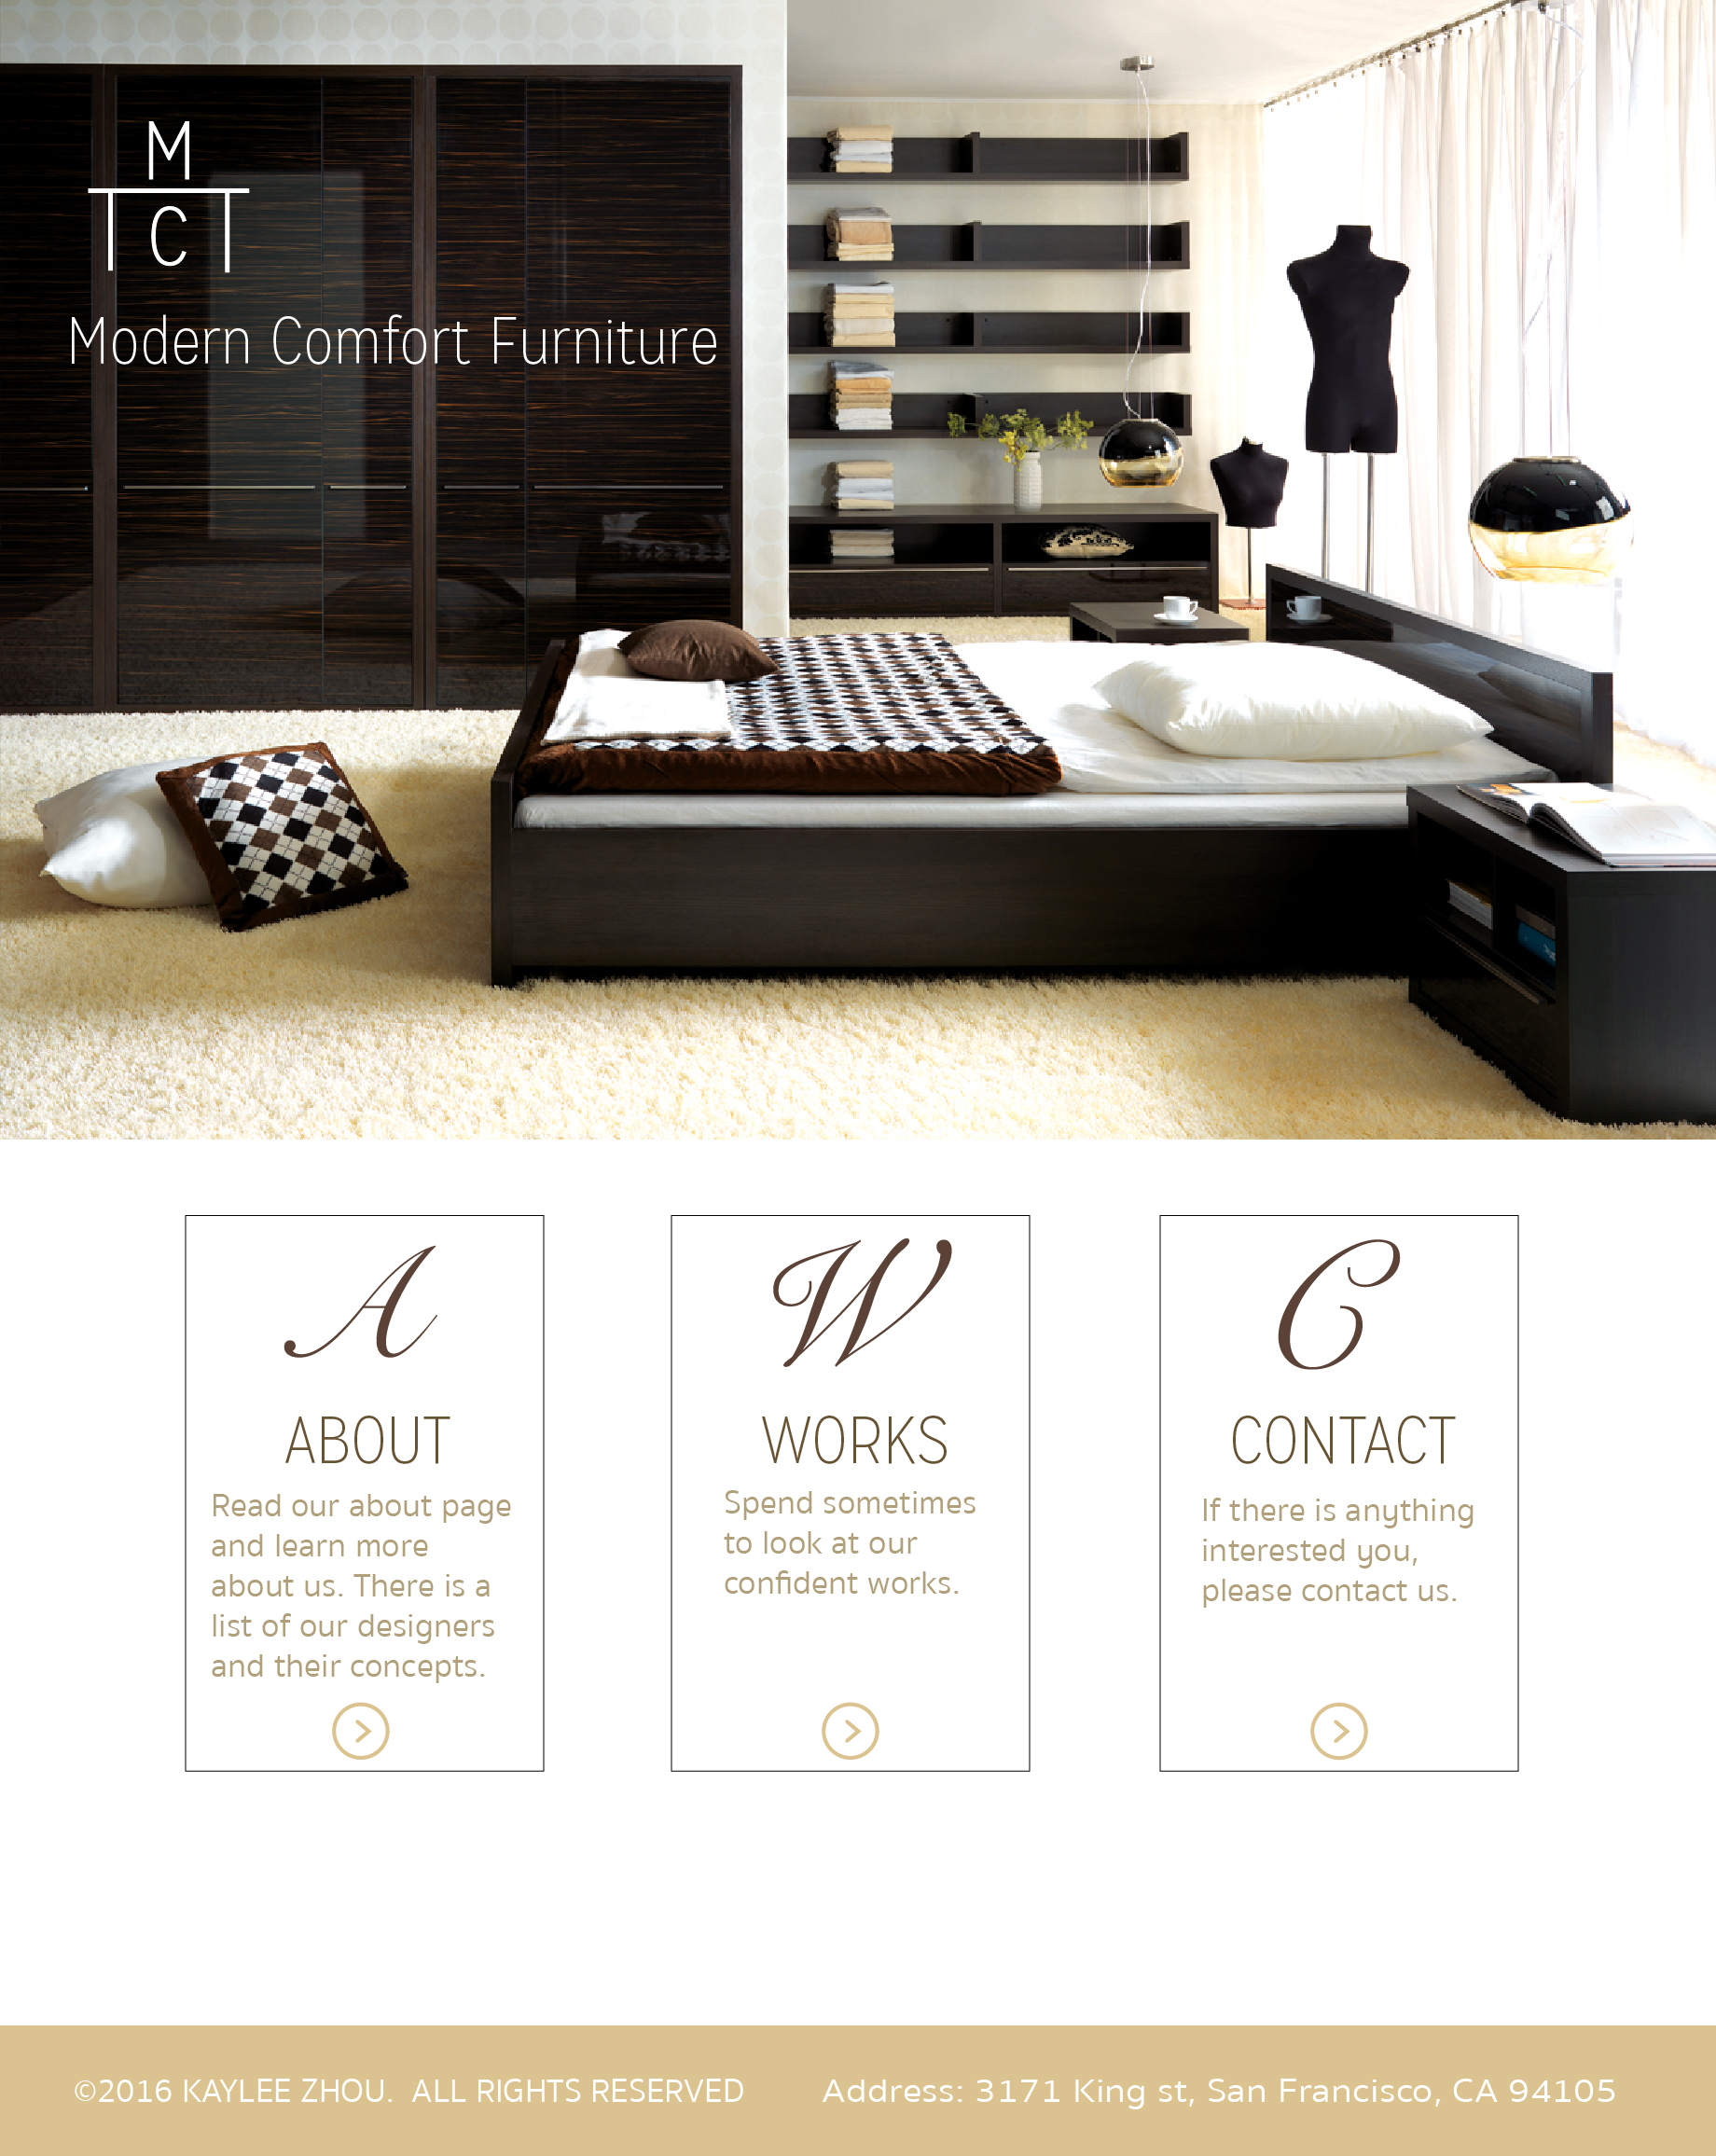 M
TCT
Modern Comfort Furniture
A
ABOUT
Read our about page
and learn more
about us. There is a
list of our designers
and their concepts.
W
WORKS
Spend sometimes
to look at our
confident works.
C
CONTACT
If there is anything
interested you,
please contact us.
©2016 KAYLEE ZHOU. ALL RIGHTS RESERVED
Address: 3171 King st, San Francisco, CA 94105